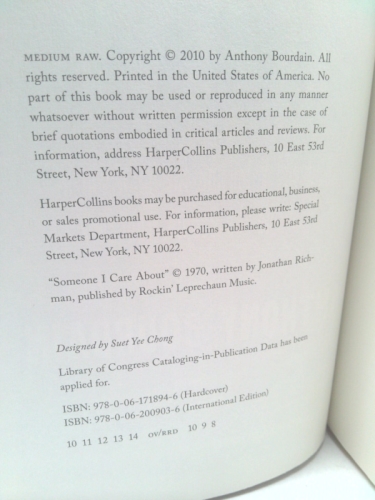 MEDIUM RAW. Copyright © 2010 by Anthony Bourdain. All
rights reserved. Printed in the United States of America. No
part of this book may be used or reproduced in any manner
whatsoever without written permission except in the case of
brief quotations embodied in critical articles and reviews. For
information, address HarperCollins Publishers, 10 East 53rd
Street, New York, NY 10022.
HarperCollins books may be purchased for educational, business,
or sales promotional use. For information, please write: Special
Markets Department, HarperCollins Publishers, 10 East 53rd
Street, New York, NY 10022.
“Someone I Care About” © 1970, written by Jonathan Rich-
man, published by Rockin’ Leprechaun Music.
Designed by Suet Yee Chong
Library of Congress Cataloging-in-Publication Data has been
applied for.
ISBN: 978-0-06-171894-6 (Hardcover)
ISBN: 978-0-06-200903-6 (International Edition)
10 11 12 13 14 OV/RRD 10 9 8